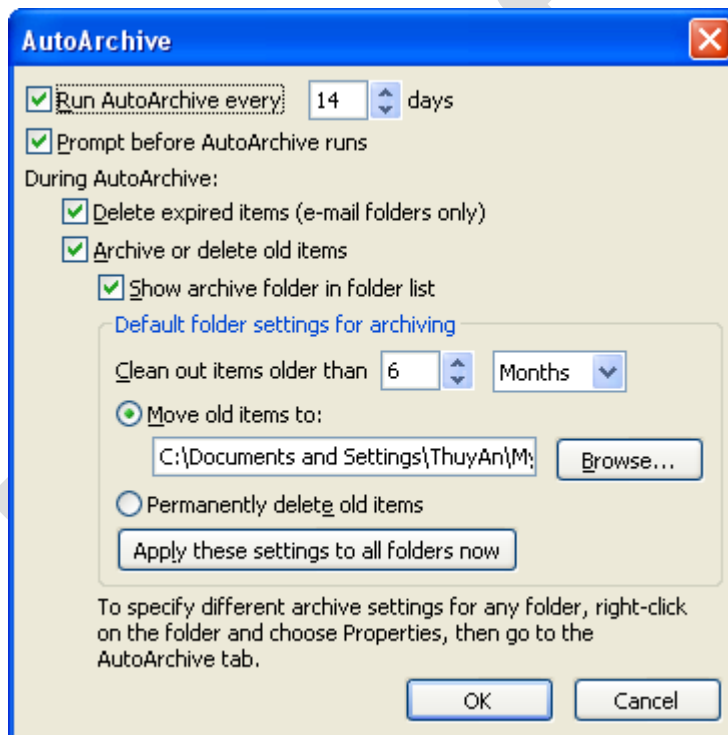 AutoArchive
Run AutoArchive every 14 days
Prompt before AutoArchive runs
During AutoArchive:
Delete expired items (e-mail folders only)
Archive or delete old items
Show archive folder in folder list
Default folder settings for archiving
Clean out items older than 6 Months
Move old items to:
C:\Documents and Settings\ThuyAn\My Browse...
Permanently delete old items
Apply these settings to all folders now
To specify different archive settings for any folder, right-click
on the folder and choose Properties, then go to the
AutoArchive tab.
OK Cancel